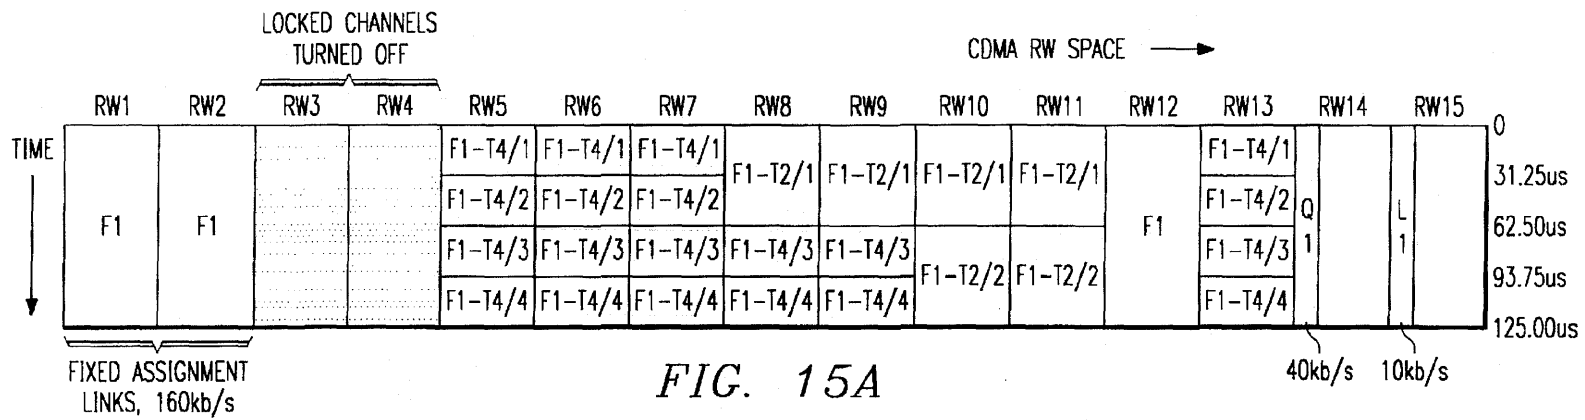 LOCKED CHANNELS
TURNED OFF
CDMA RW SPACE
RW1 RW2 RW3 RW4 RW5 RW6 RW7 RW8 RW9 RW10 RW11 RW12 RW13 RW14 RW15
TIME
0
F1-T4/1 F1-T4/1 F1-T4/1 F1-T4/1
F1-T2/1 F1-T2/1 F1-T2/1 F1-T2/1
31.25us
F1-T4/2 F1-T4/2 F1-T4/2 F1-T4/2
F1 F1 F1 Q1 L1
62.50us
F1-T4/3 F1-T4/3 F1-T4/3 F1-T4/3 F1-T4/3 F1-T4/3
F1-T2/2 F1-T2/2
93.75us
F1-T4/4 F1-T4/4 F1-T4/4 F1-T4/4 F1-T4/4 F1-T4/4
125.00us
FIXED ASSIGNMENT
LINKS, 160kb/s
40kb/s 10kb/s
FIG. 15A